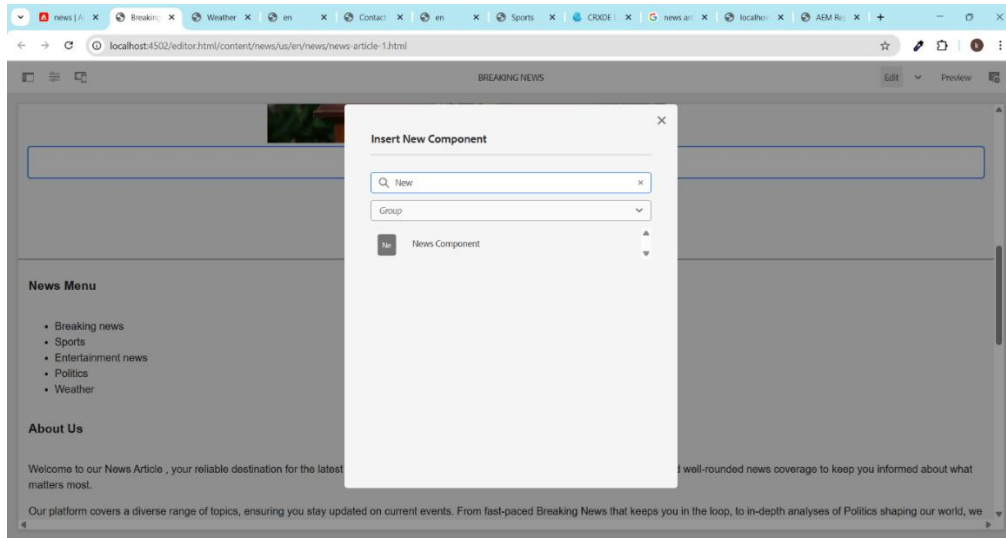 news | A
Breaking
Weather
en
Contact
en
Sports
CRXDE L
news art
localhos
AEM Rep
localhost:4502/editor.html/content/news/us/en/news/news-article-1.html
k
BREAKING NEWS
Edit
Preview
Insert New Component
New
Group
Ne
News Component
News Menu
• Breaking news
• Sports
• Entertainment news
• Politics
• Weather
About Us
Welcome to our News Article , your reliable destination for the latest well-rounded news coverage to keep you informed about what
matters most.
Our platform covers a diverse range of topics, ensuring you stay updated on current events. From fast-paced Breaking News that keeps you in the loop, to in-depth analyses of Politics shaping our world, we